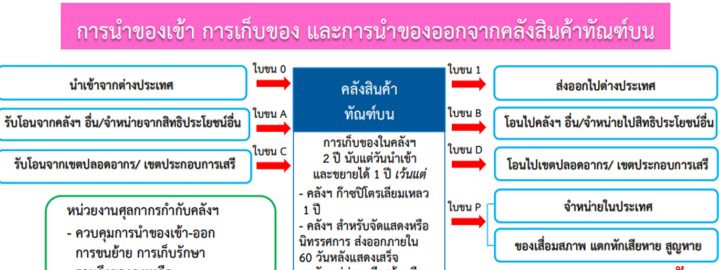 การนำของเข้า การเก็บของ และการนำของออกจากคลังสินค้าทัณฑ์บน
นำเข้าจากต่างประเทศ
ใบขน 0
รับโอนจากคลังฯ อื่น/จำหน่ายจากสิทธิประโยชน์อื่น
ใบขน A
รับโอนจากเขตปลอดอากร/ เขตประกอบการเสรี
ใบขน C
คลังสินค้า
ทัณฑ์บน
การเก็บของในคลังฯ
2 ปี นับแต่วันนำเข้า
และขยายได้ 1 ปี เว้นแต่
- คลังฯ ก๊าซปิโตรเลียมเหลว
1 ปี
- คลังฯ สำหรับจัดแสดงหรือ
นิทรรศการ ส่งออกภายใน
60 วันหลังแสดงเสร็จ
ใบขน 1
ส่งออกไปต่างประเทศ
ใบขน B
โอนไปคลังฯ อื่น/จำหน่ายไปสิทธิประโยชน์อื่น
ใบขน D
โอนไปเขตปลอดอากร/ เขตประกอบการเสรี
ใบขน P
จำหน่ายในประเทศ
ของเสื่อมสภาพ แตกหักเสียหาย สูญหาย
หน่วยงานศุลกากรกำกับคลังฯ
- ควบคุมการนำของเข้า-ออก
การขนย้าย การเก็บรักษา